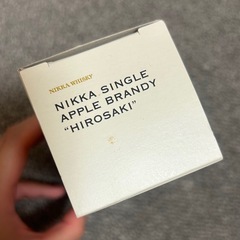 NIKKA WHISKY
NIKKA SINGLE
APPLE BRANDY
“HIROSAKI”